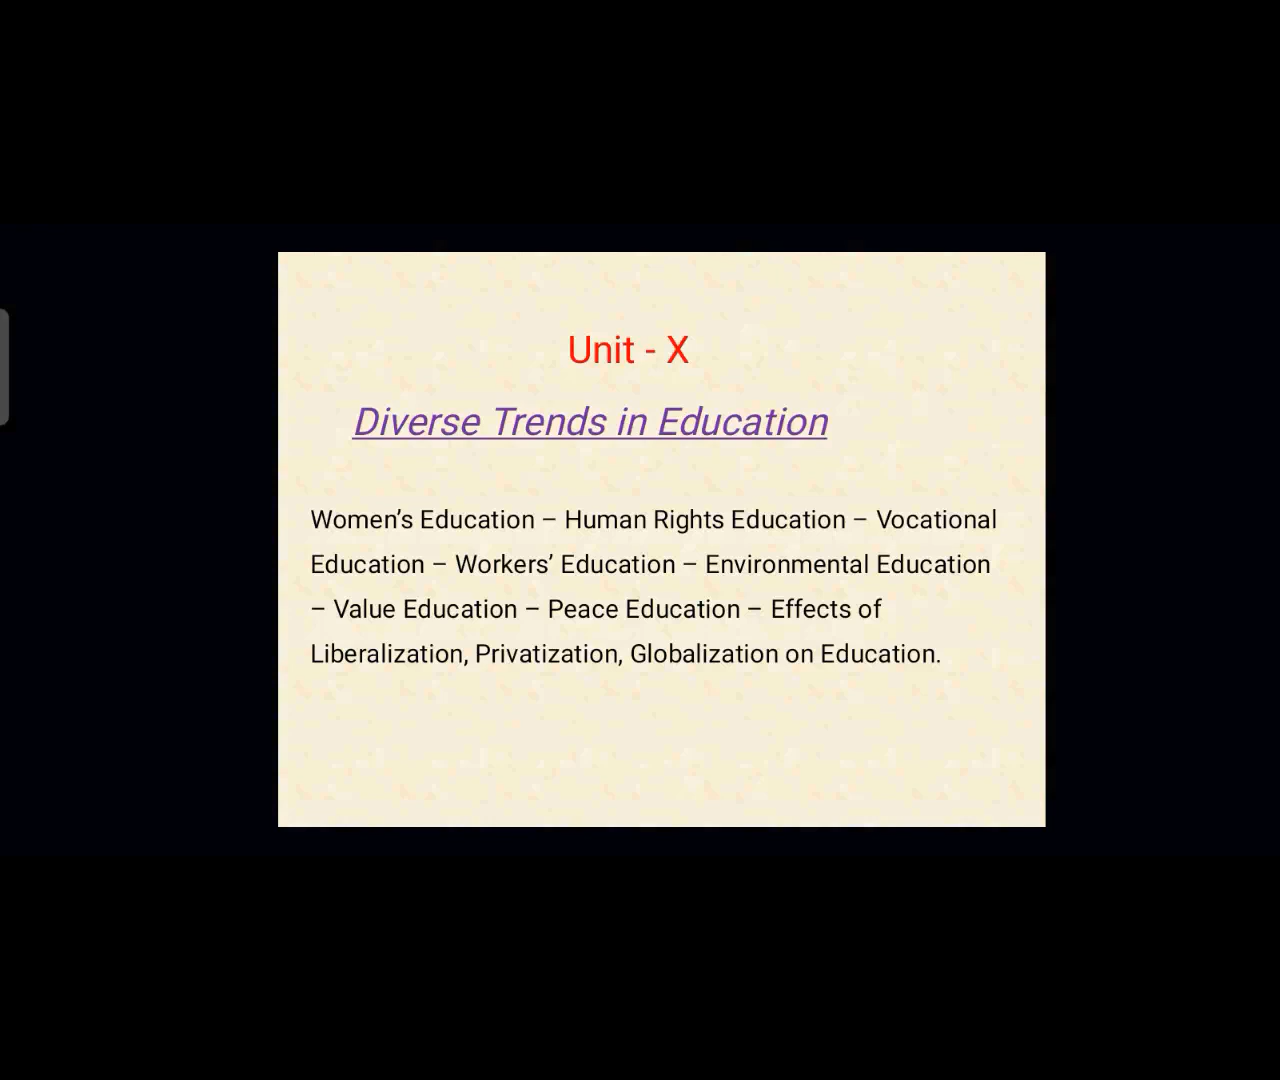 Unit - X
Diverse Trends in Education
Women’s Education – Human Rights Education – Vocational
Education – Workers’ Education – Environmental Education
– Value Education – Peace Education – Effects of
Liberalization, Privatization, Globalization on Education.